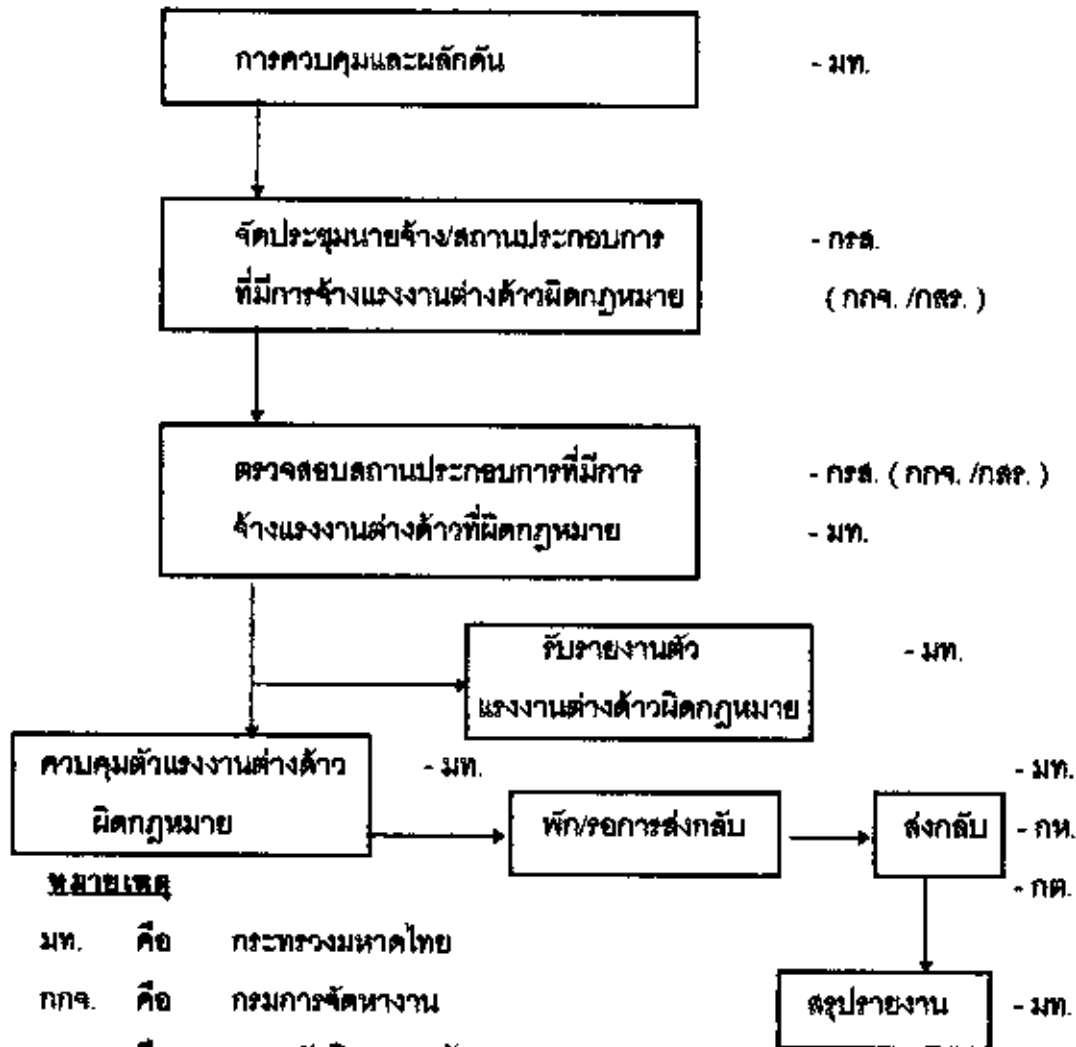 การควบคุมและผลักดัน - มท.
จัดประชุมนายจ้าง/สถานประกอบการ - กรส.
ที่มีการจ้างแรงงานต่างด้าวผิดกฎหมาย ( กกจ. /กสร. )
ตรวจสอบสถานประกอบการที่มีการ - กรส. ( กกจ. /กสร. )
จ้างแรงงานต่างด้าวที่ผิดกฎหมาย - มท.
รับรายงานตัว - มท.
แรงงานต่างด้าวผิดกฎหมาย
ควบคุมตัวแรงงานต่างด้าว - มท.
ผิดกฎหมาย
พัก/รอการส่งกลับ
ส่งกลับ
- มท.
- กห.
- กต.
สรุปรายงาน - มท.
หมายเหตุ
มท. คือ กระทรวงมหาดไทย
กกจ. คือ กรมการจัดหางาน